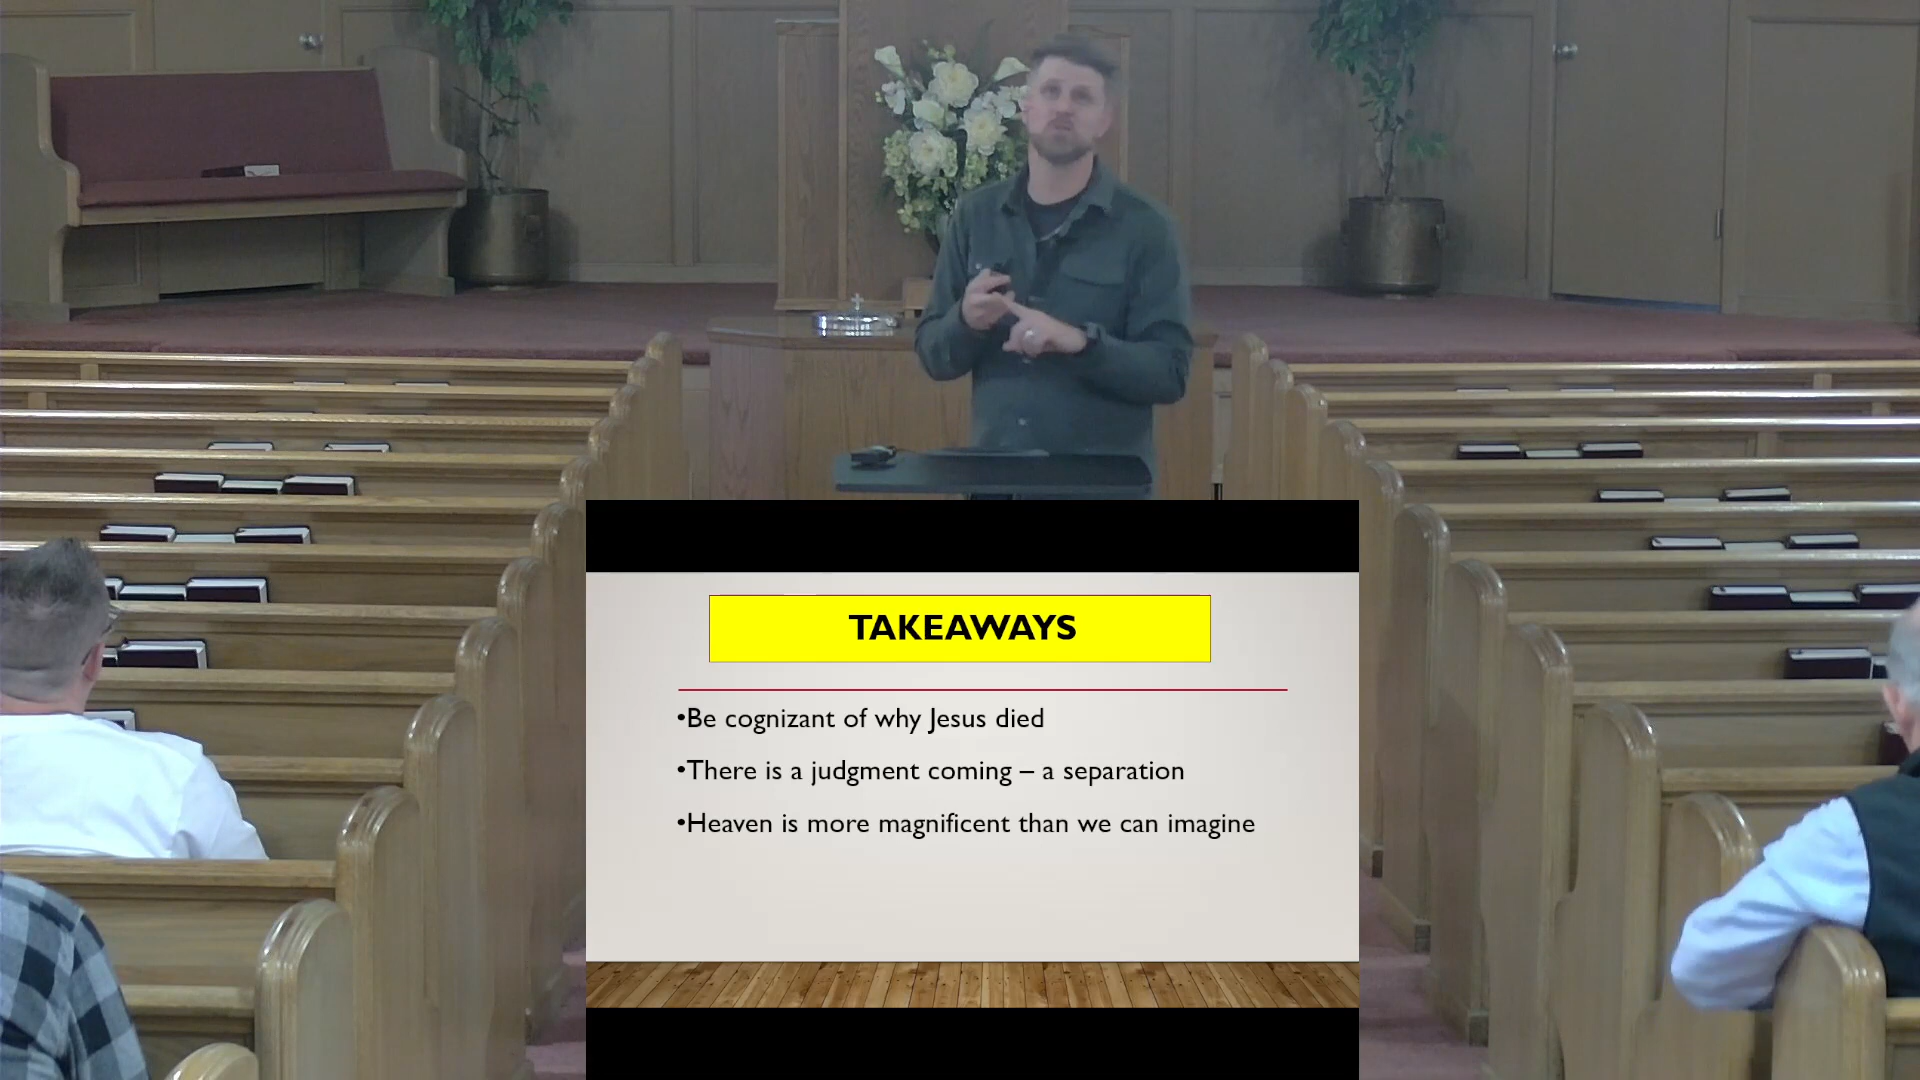 TAKEAWAYS
•Be cognizant of why Jesus died
•There is a judgment coming – a separation
•Heaven is more magnificent than we can imagine